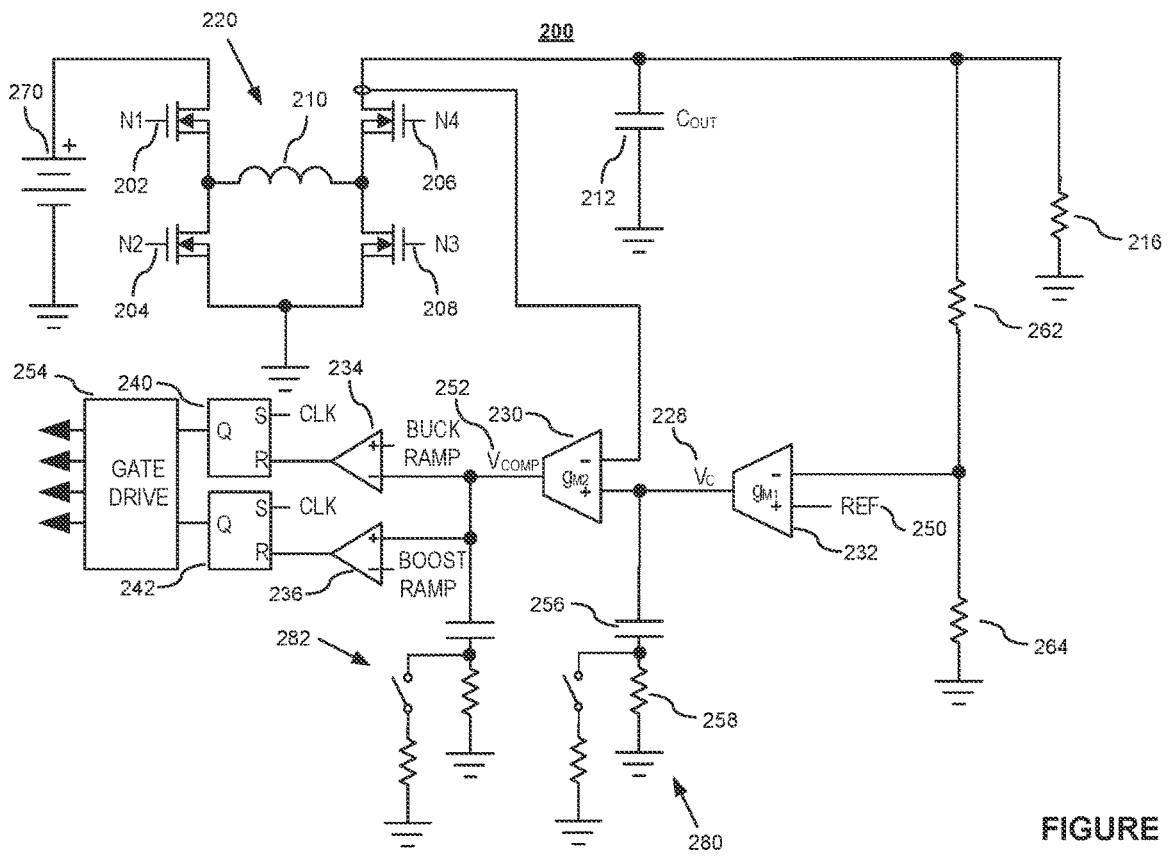 220
200
270
+
210
N1
N4
COUT
202
206
212
N2
N3
216
204
208
262
254
240
234
252
230
228
S
CLK
Q
R
+
BUCK
RAMP
-
VCOMP
-
gM2
+
VC
-
gM1
+
REF
250
232
GATE
DRIVE
S
CLK
Q
R
+
-
BOOST
RAMP
242
236
256
264
282
258
280
FIGURE